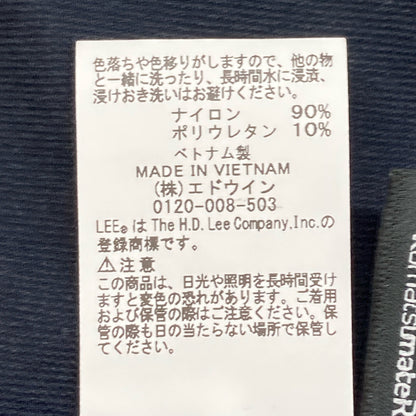 色落ちや色移りがしますので、他の物
と一緒に洗ったり、長時間水に浸漬、
浸けおき洗いはお避けください。
ナイロン 90%
ポリウレタン 10%
ベトナム製
MADE IN VIETNAM
(株)エドウイン
0120-008-503
LEE®は The H.D. Lee Company,Inc.の
登録商標です。
⚠注意
この商品は、日光や照明を長時間受け
ますと変色の恐れがあります。ご着用
および保管の際はご注意ください。保
管の際も日の当たらない場所で保管し
てください。
KomatsumateRe